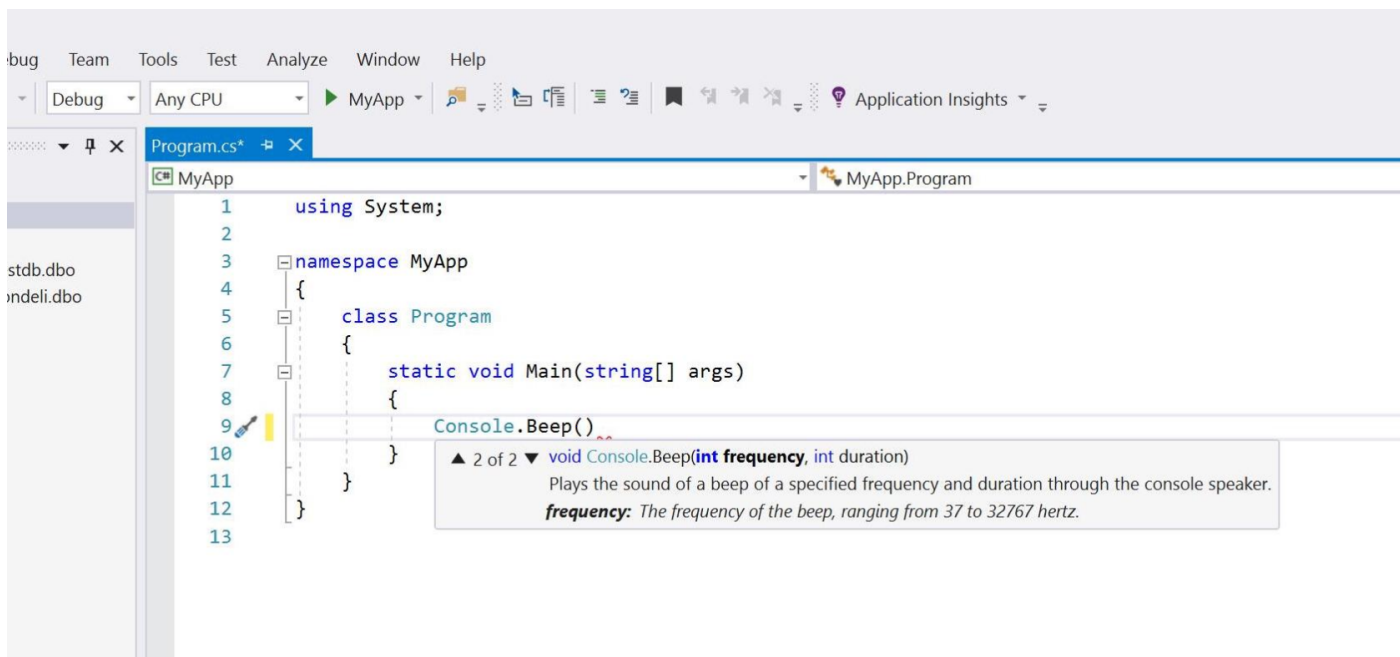 Team Tools Test Analyze Window Help
Debug Any CPU MyApp Application Insights
Program.cs*
C# MyApp MyApp.Program
1 using System;
2
3 namespace MyApp
4 {
5 class Program
6 {
7 static void Main(string[] args)
8 {
9 Console.Beep()
10 }
11 }
12 }
13
stdb.dbo
ndeli.dbo
▲ 2 of 2 ▼ void Console.Beep(int frequency, int duration)
Plays the sound of a beep of a specified frequency and duration through the console speaker.
frequency: The frequency of the beep, ranging from 37 to 32767 hertz.